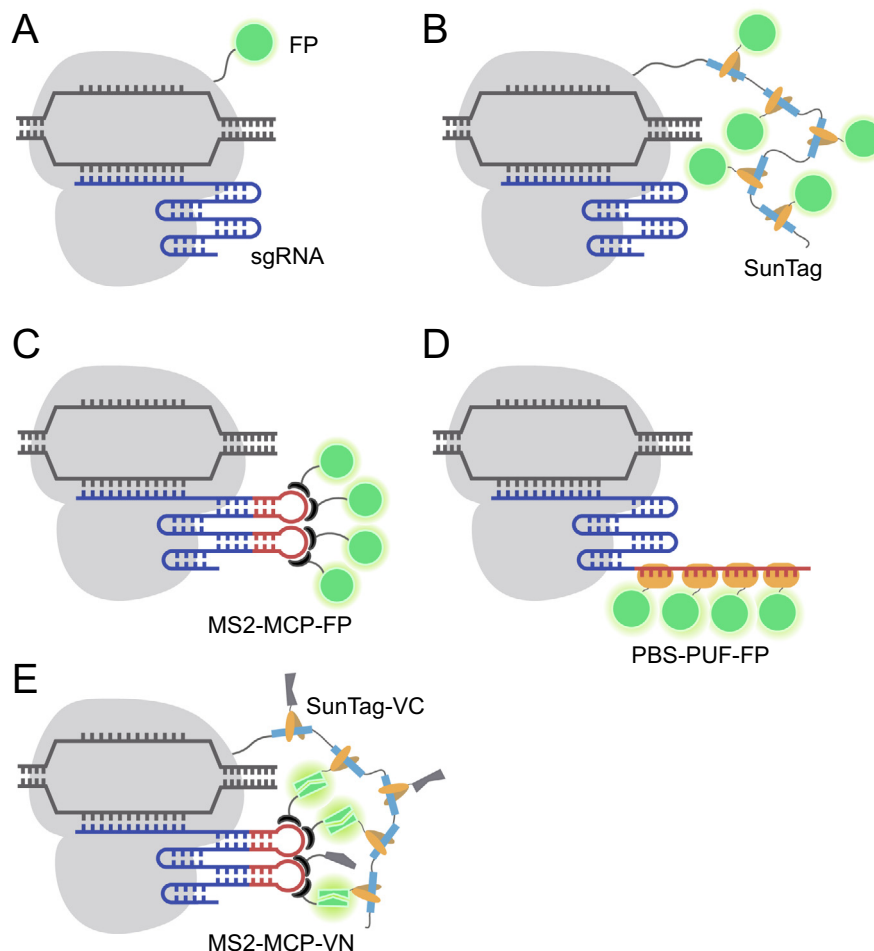 A
FP
sgRNA
B
SunTag
C
MS2-MCP-FP
D
PBS-PUF-FP
E
SunTag-VC
MS2-MCP-VN